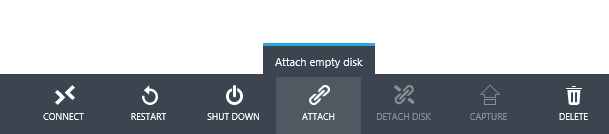 Attach empty disk
CONNECT RESTART SHUT DOWN ATTACH DETACH DISK CAPTURE DELETE